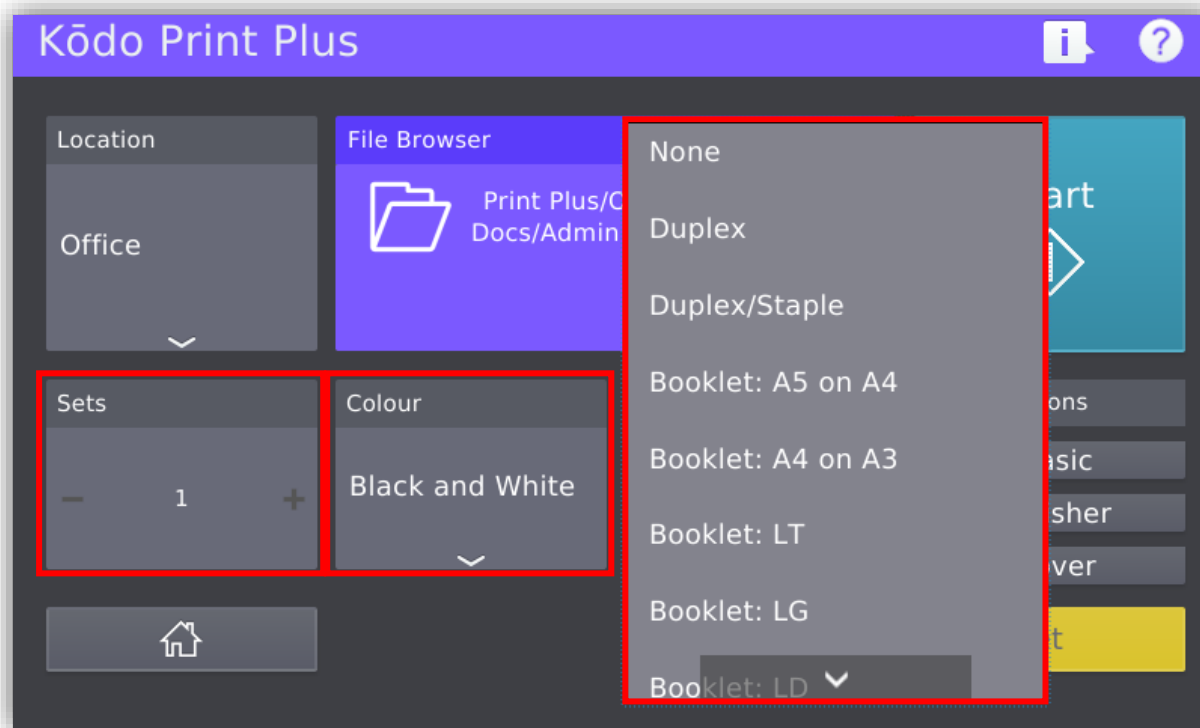 Kōdo Print Plus
i ?
Location
Office
File Browser
Print Plus/O
Docs/Admin
None
Duplex
Duplex/Staple
Booklet: A5 on A4
Booklet: A4 on A3
Booklet: LT
Booklet: LG
Booklet: LD
art
Sets
- 1 +
Colour
Black and White
ons
asic
sher
ver
t